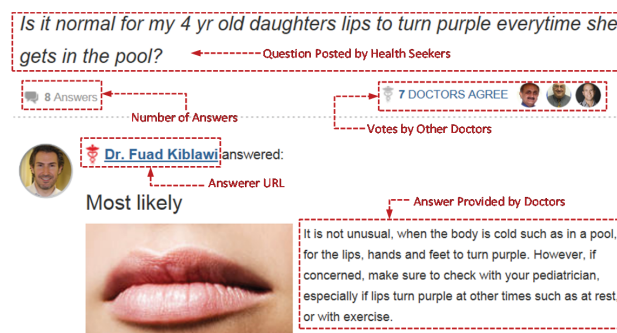 Is it normal for my 4 yr old daughters lips to turn purple everytime she
gets in the pool?
Question Posted by Health Seekers
8 Answers
7 DOCTORS AGREE
Number of Answers
Votes by Other Doctors
Dr. Fuad Kiblawi answered:
Answerer URL
Most likely
Answer Provided by Doctors
It is not unusual, when the body is cold such as in a pool,
for the lips, hands and feet to turn purple. However, if
concerned, make sure to check with your pediatrician,
especially if lips turn purple at other times such as at rest,
or with exercise.